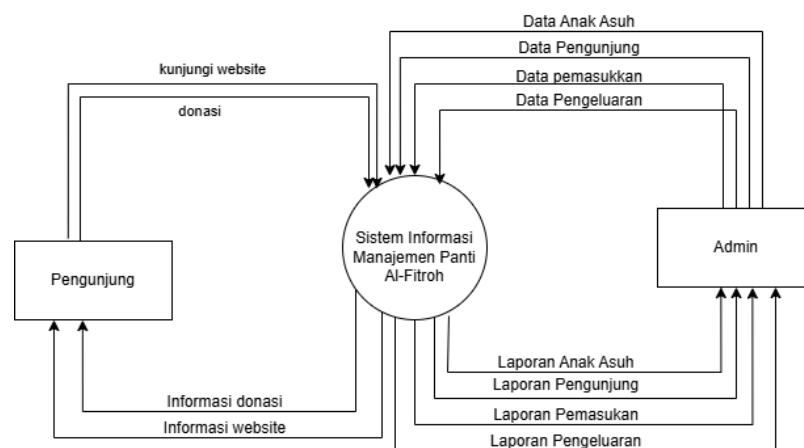 Data Anak Asuh
Data Pengunjung
kunjungi website
Data pemasukkan
donasi
Data Pengeluaran
Sistem Informasi
Manajemen Panti
Al-Fitroh
Pengunjung
Admin
Laporan Anak Asuh
Laporan Pengunjung
Informasi donasi
Laporan Pemasukan
Informasi website
Laporan Pengeluaran